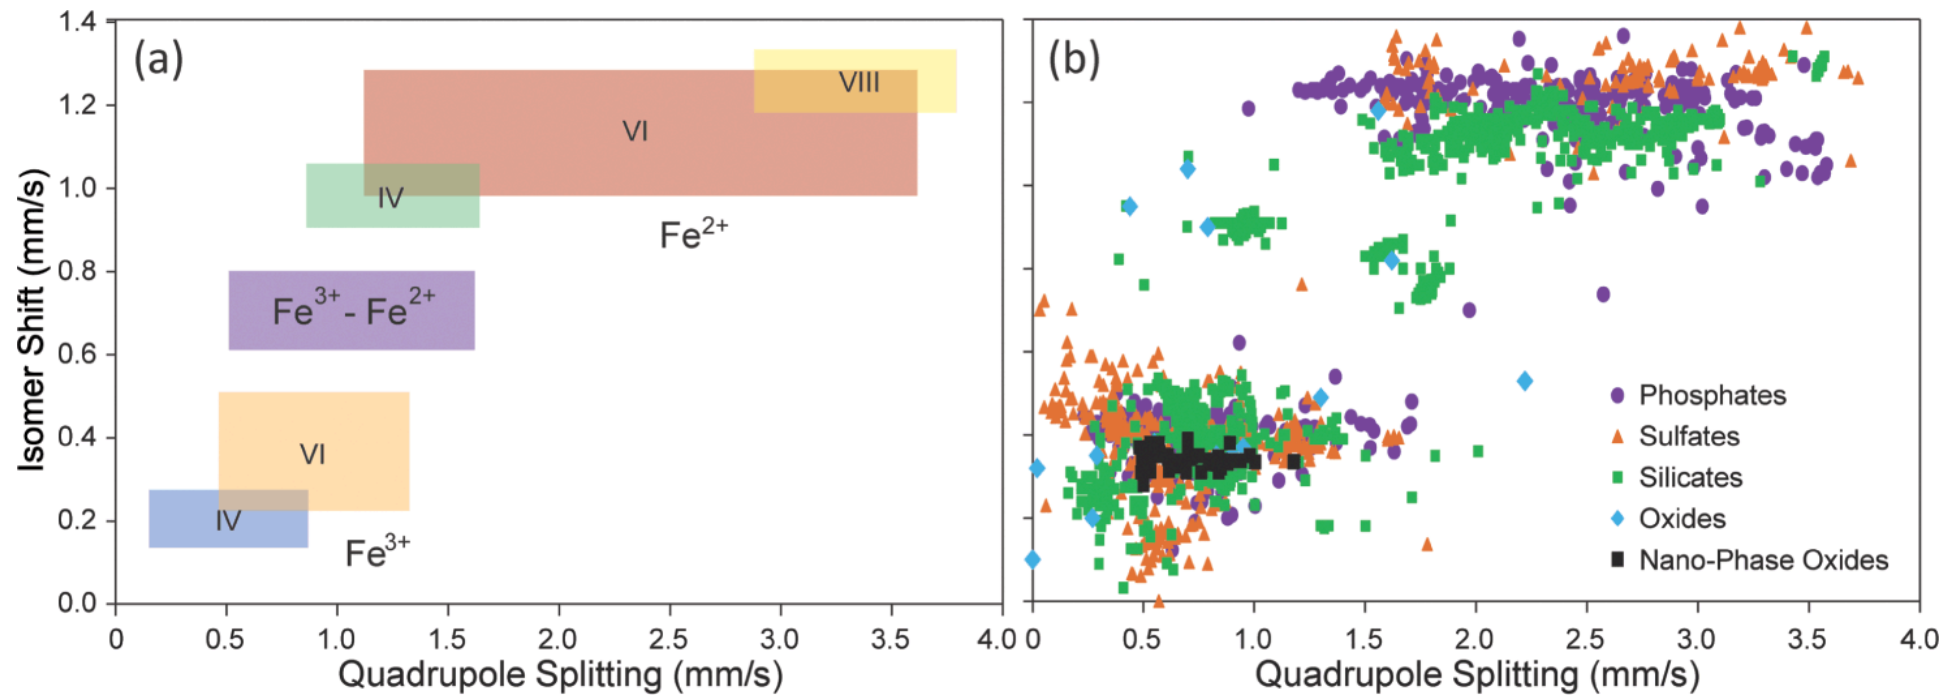 (a)
1.4
1.2
1.0
0.8
0.6
0.4
0.2
0.0
Isomer Shift (mm/s)
VIII
VI
IV
Fe2+
Fe3+ - Fe2+
VI
IV
Fe3+
0 0.5 1.0 1.5 2.0 2.5 3.0 3.5 4.0
Quadrupole Splitting (mm/s)
(b)
Phosphates
Sulfates
Silicates
Oxides
Nano-Phase Oxides
0 0.5 1.0 1.5 2.0 2.5 3.0 3.5 4.0
Quadrupole Splitting (mm/s)